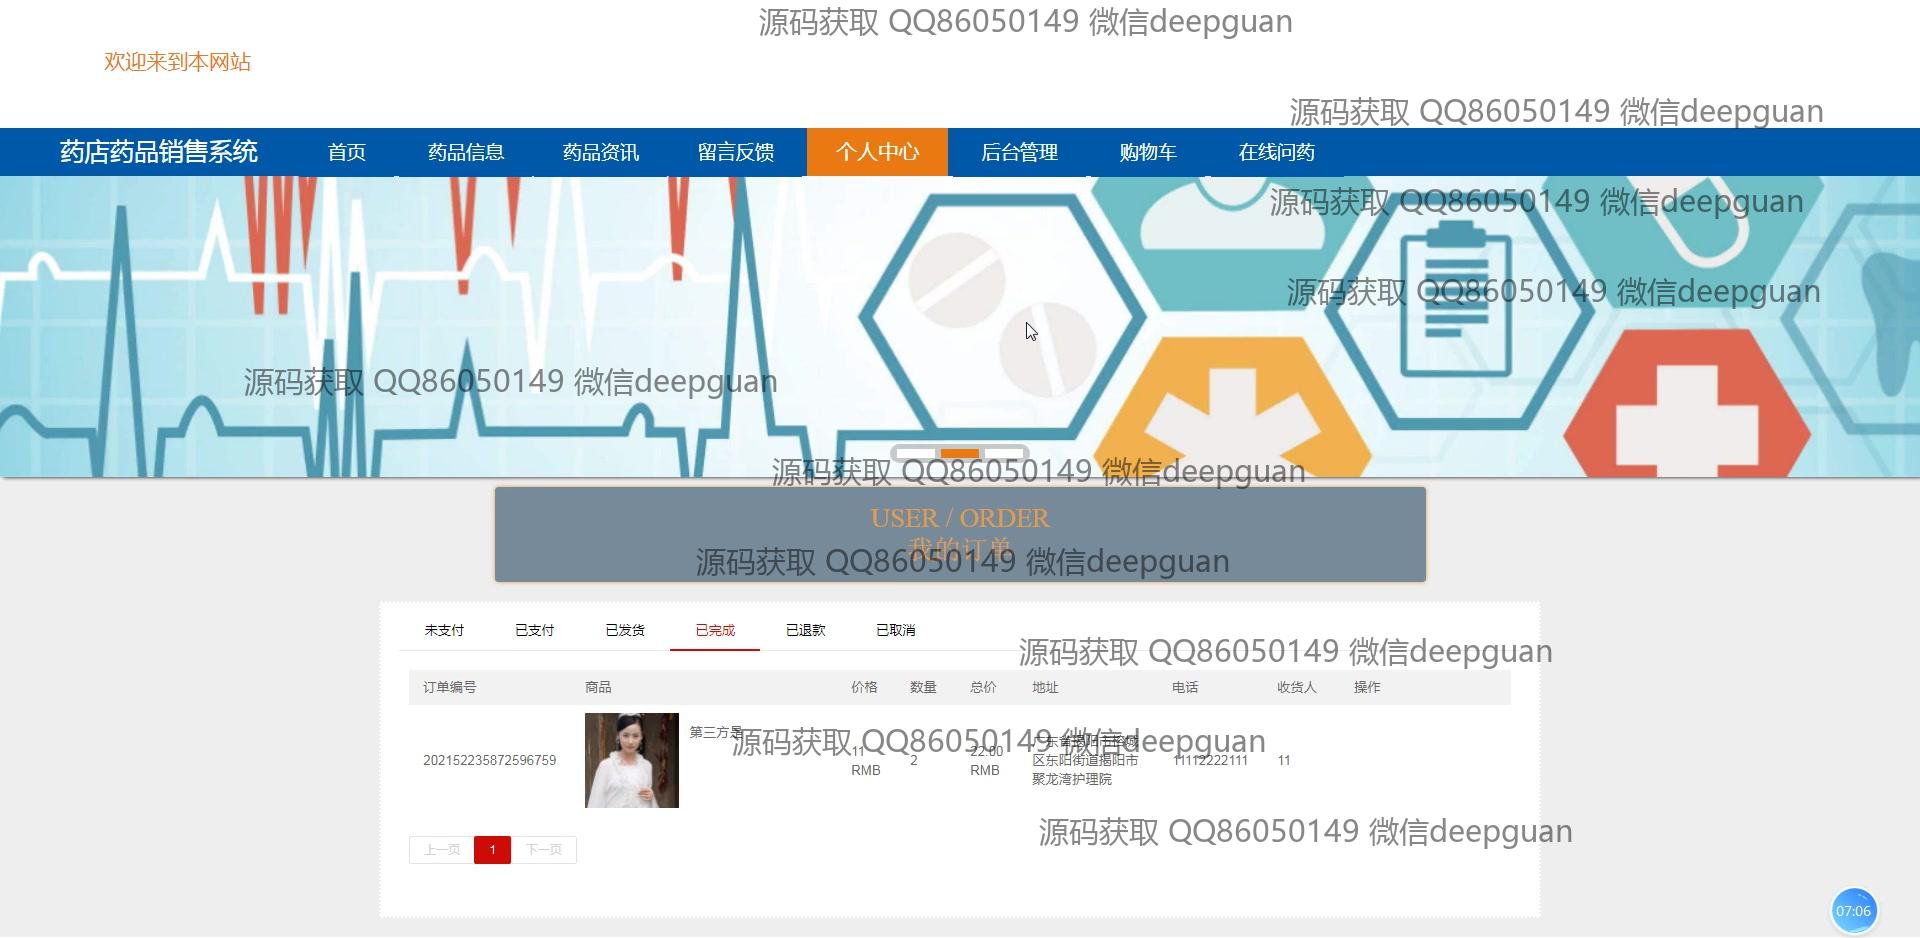 源码获取 QQ86050149 微信deepguan
欢迎来到本网站
源码获取 QQ86050149 微信deepguan
药店药品销售系统 首页 药品信息 药品资讯 留言反馈 个人中心 后台管理 购物车 在线问药
源码获取 QQ86050149 微信deepguan
源码获取 QQ86050149 微信deepguan
源码获取 QQ86050149 微信deepguan
源码获取 QQ86050149 微信deepguan
USER / ORDER
我的订单
源码获取 QQ86050149 微信deepguan
未支付 已支付 已发货 已完成 已退款 已取消
源码获取 QQ86050149 微信deepguan
订单编号 商品 价格 数量 总价 地址 电话 收货人 操作
第三方是
源码获取 QQ86050149 微信deepguan
202152235872596759 11 RMB 2 22.00 RMB 广东省揭阳市榕城区东阳街道揭阳市聚龙湾护理院 11112222111 11
源码获取 QQ86050149 微信deepguan
上一页 1 下一页
07:06